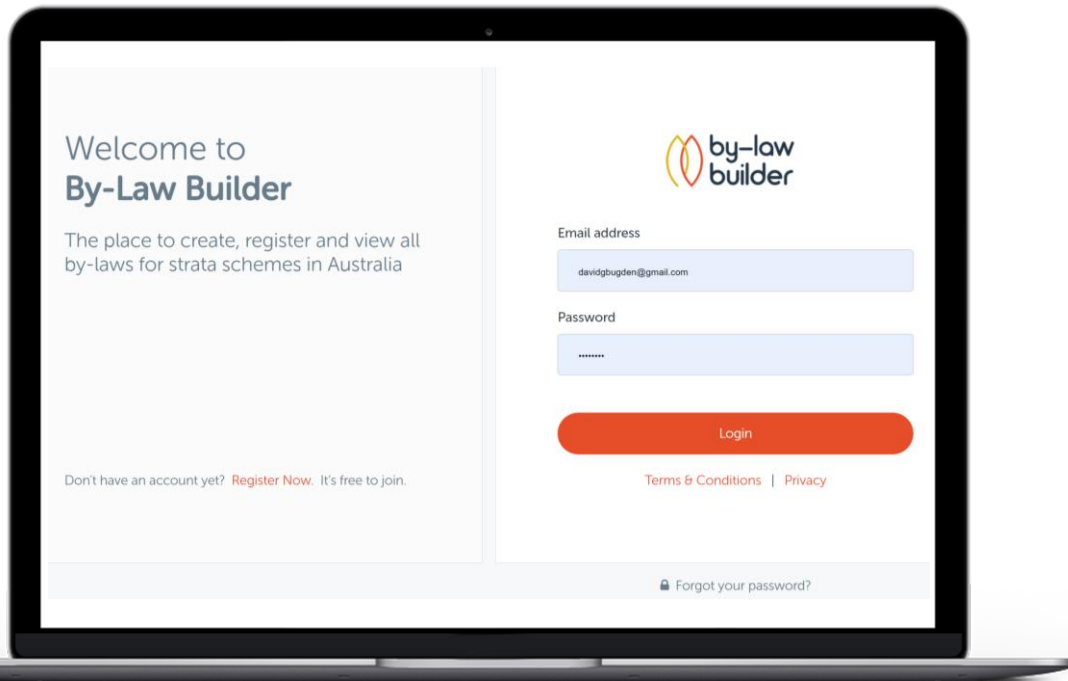 Welcome to
By-Law Builder
The place to create, register and view all
by-laws for strata schemes in Australia
Don't have an account yet? Register Now. It's free to join.
by-law
builder
Email address
davidgbugden@gmail.com
Password
••••••••
Login
Terms & Conditions | Privacy
Forgot your password?